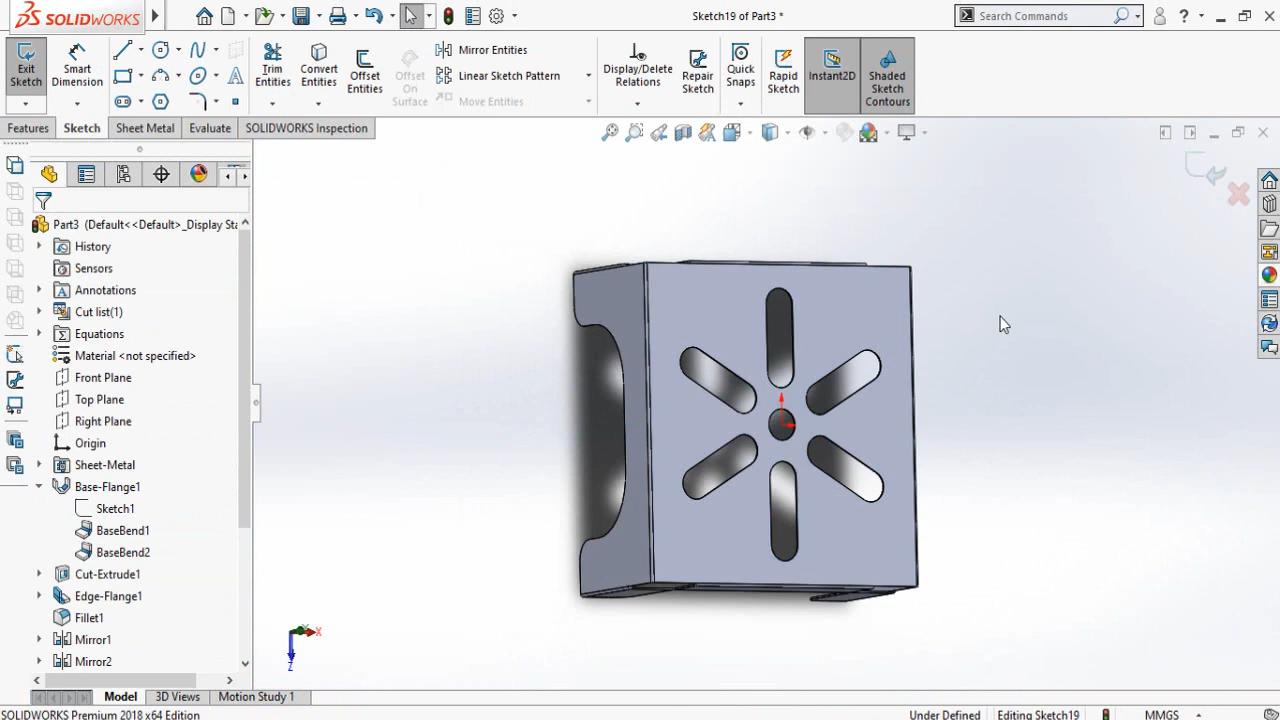 SOLIDWORKS
Sketch19 of Part3 *
Search Commands
?
Exit Sketch
Smart Dimension
Trim Entities
Convert Entities
Offset Entities
Offset On Surface
Mirror Entities
Linear Sketch Pattern
Move Entities
Display/Delete Relations
Repair Sketch
Quick Snaps
Rapid Sketch
Instant2D
Shaded Sketch Contours
Features
Sketch
Sheet Metal
Evaluate
SOLIDWORKS Inspection
Part3 (Default<<Default>_Display Sta
History
Sensors
Annotations
Cut list(1)
Equations
Material <not specified>
Front Plane
Top Plane
Right Plane
Origin
Sheet-Metal
Base-Flange1
Sketch1
BaseBend1
BaseBend2
Cut-Extrude1
Edge-Flange1
Fillet1
Mirror1
Mirror2
X
Z
Model
3D Views
Motion Study 1
SOLIDWORKS Premium 2018 x64 Edition
Under Defined
Editing Sketch19
MMGS